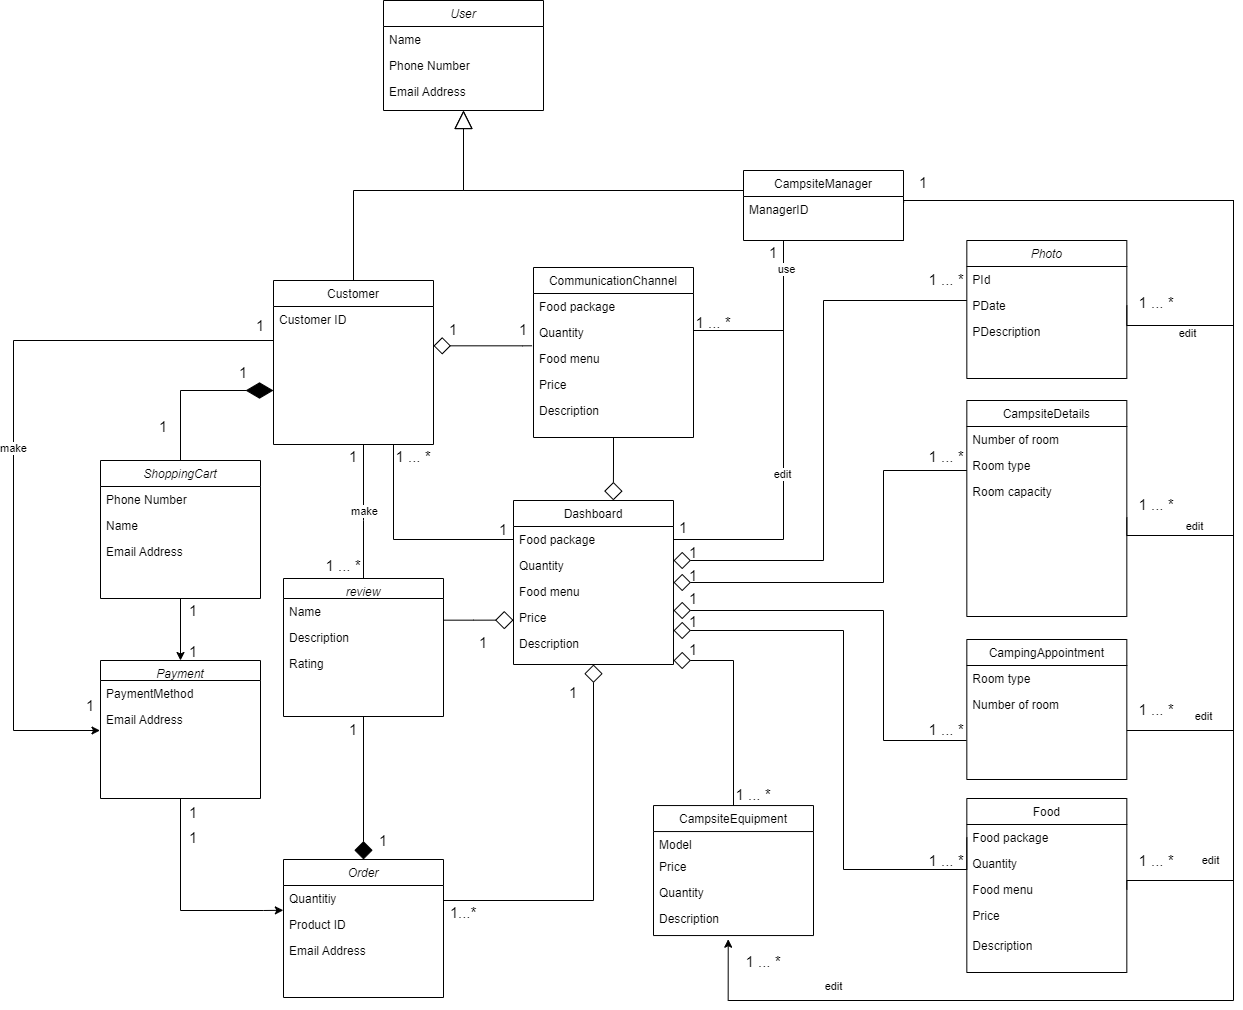 User
Name
Phone Number
Email Address
CampsiteManager
ManagerID
1
1
use
Photo
PId
PDate
PDescription
1 ... *
1 ... *
edit
Customer
Customer ID
1
1
1
CommunicationChannel
Food package
Quantity
Food menu
Price
Description
1 ... *
1
1
make
ShoppingCart
Phone Number
Name
Email Address
1
1 ... *
make
1 ... *
edit
CampsiteDetails
Number of room
Room type
Room capacity
1 ... *
1 ... *
edit
Dashboard
Food package
Quantity
Food menu
Price
Description
1
1
1
1
1
1
1
1
1
review
Name
Description
Rating
1
1
1
Payment
PaymentMethod
Email Address
1
1
1
CampingAppointment
Room type
Number of room
1 ... *
1 ... *
edit
1
1
Order
Quantitiy
Product ID
Email Address
1...*
1 ... *
CampsiteEquipment
Model
Price
Quantity
Description
1 ... *
edit
Food
Food package
Quantity
Food menu
Price
Description
1 ... *
1 ... *
edit